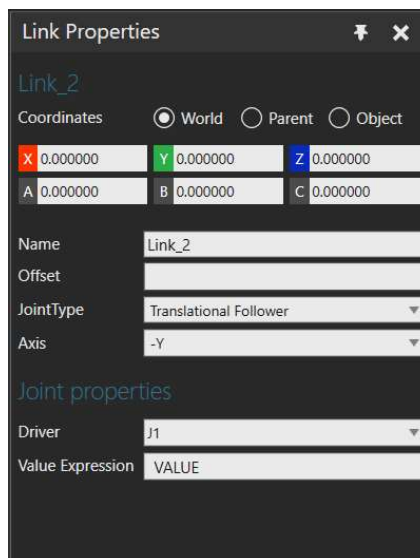 Link Properties
Link_2
Coordinates World Parent Object
X 0.000000 Y 0.000000 Z 0.000000
A 0.000000 B 0.000000 C 0.000000
Name Link_2
Offset
JointType Translational Follower
Axis -Y
Joint properties
Driver J1
Value Expression VALUE